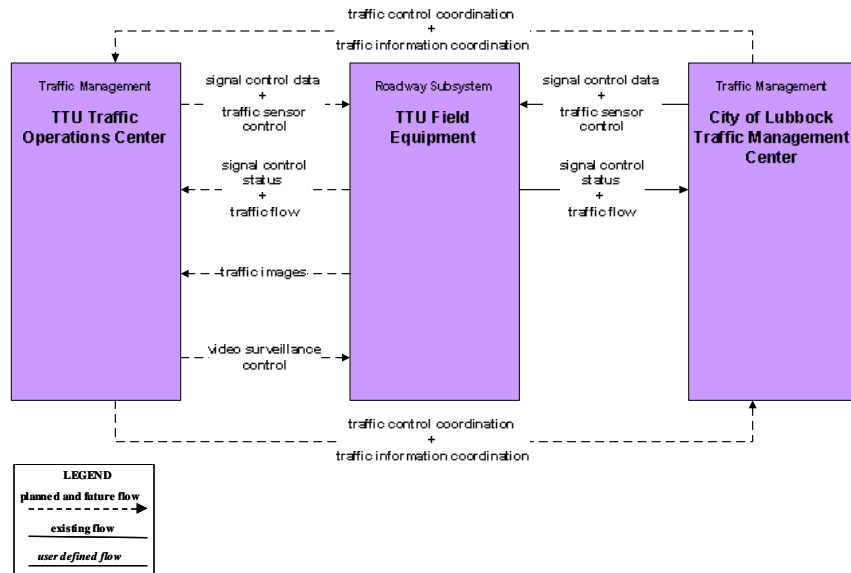 traffic control coordination
+
traffic information coordination
Traffic Management
TTU Traffic
Operations Center
signal control data
+
traffic sensor
control
signal control
status
+
traffic flow
traffic images
video surveillance
control
Roadway Subsystem
TTU Field
Equipment
signal control data
+
traffic sensor
control
signal control
status
+
traffic flow
Traffic Management
City of Lubbock
Traffic Management
Center
traffic control coordination
+
traffic information coordination
LEGEND
planned and future flow
existing flow
user defined flow